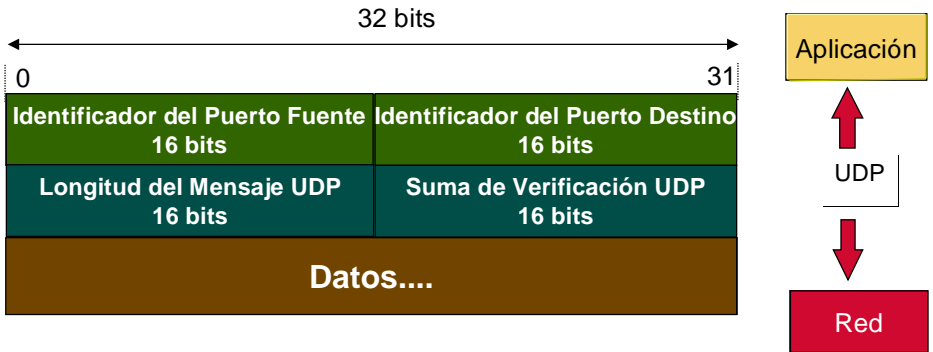 32 bits
0
31
Identificador del Puerto Fuente
16 bits
Identificador del Puerto Destino
16 bits
Longitud del Mensaje UDP
16 bits
Suma de Verificación UDP
16 bits
Datos....
Aplicación
UDP
Red